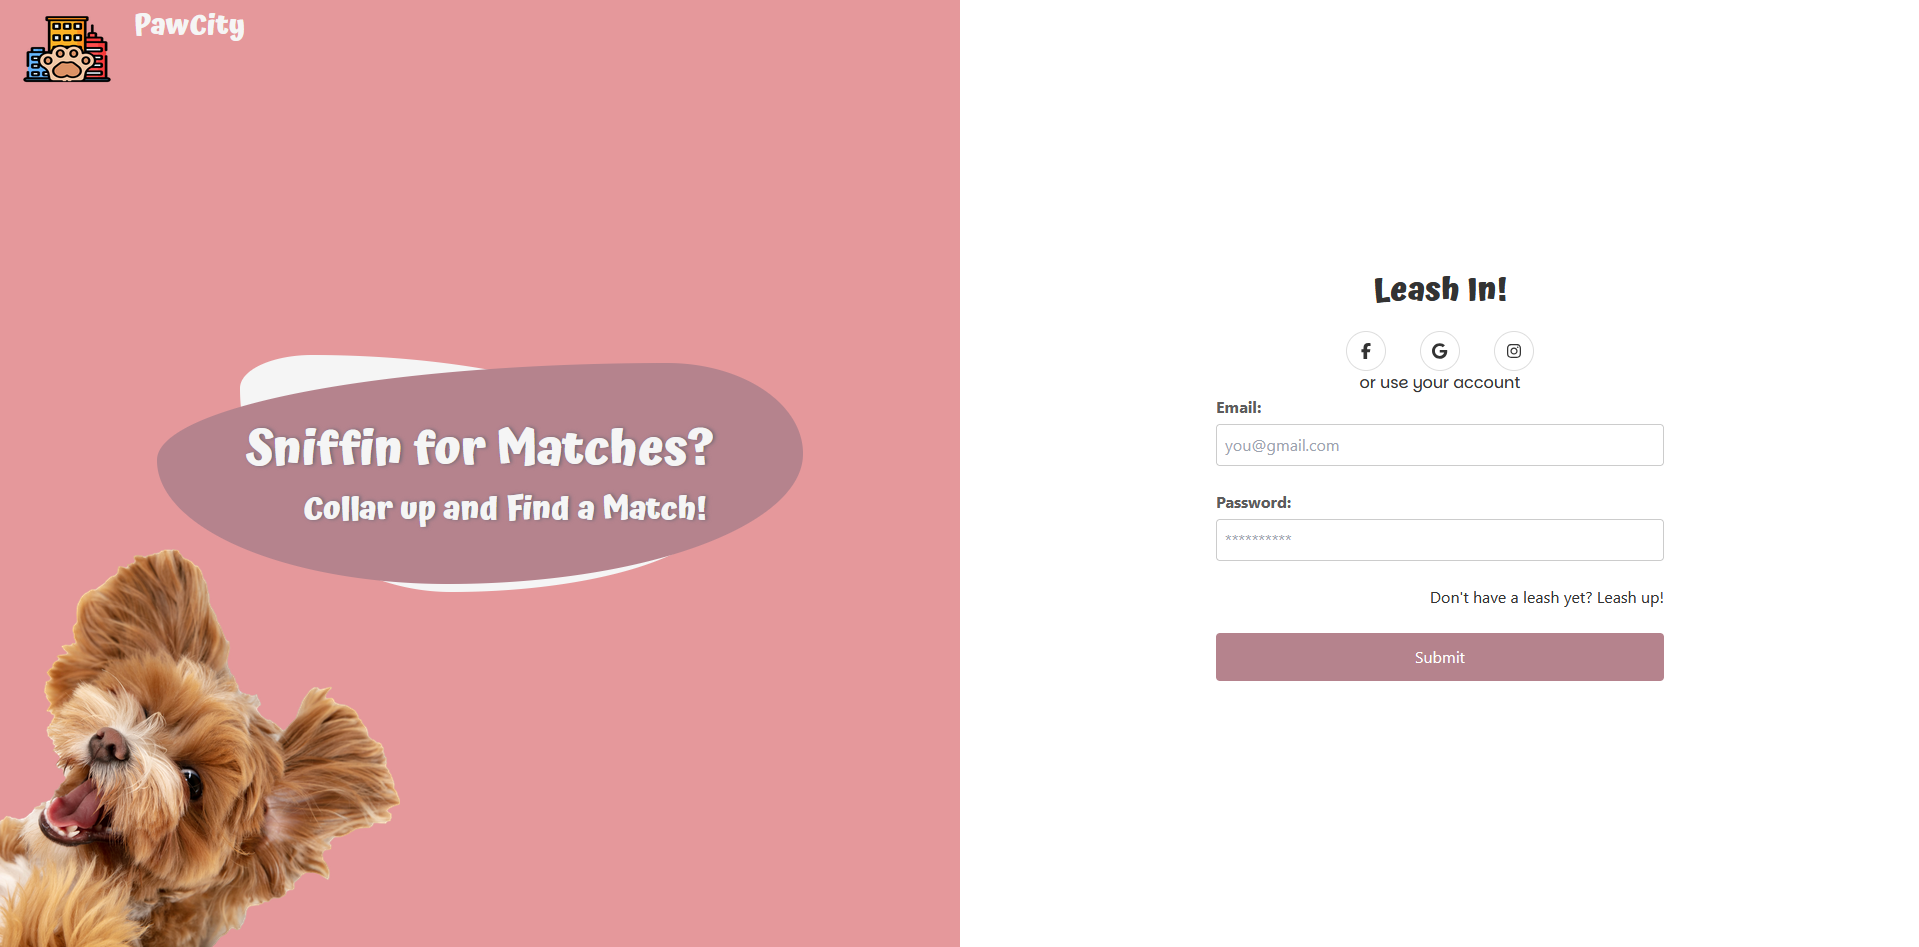 PawCity
Sniffin for Matches?
Collar up and Find a Match!
Leash In!
or use your account
Email:
you@gmail.com
Password:
**********
Don't have a leash yet? Leash up!
Submit